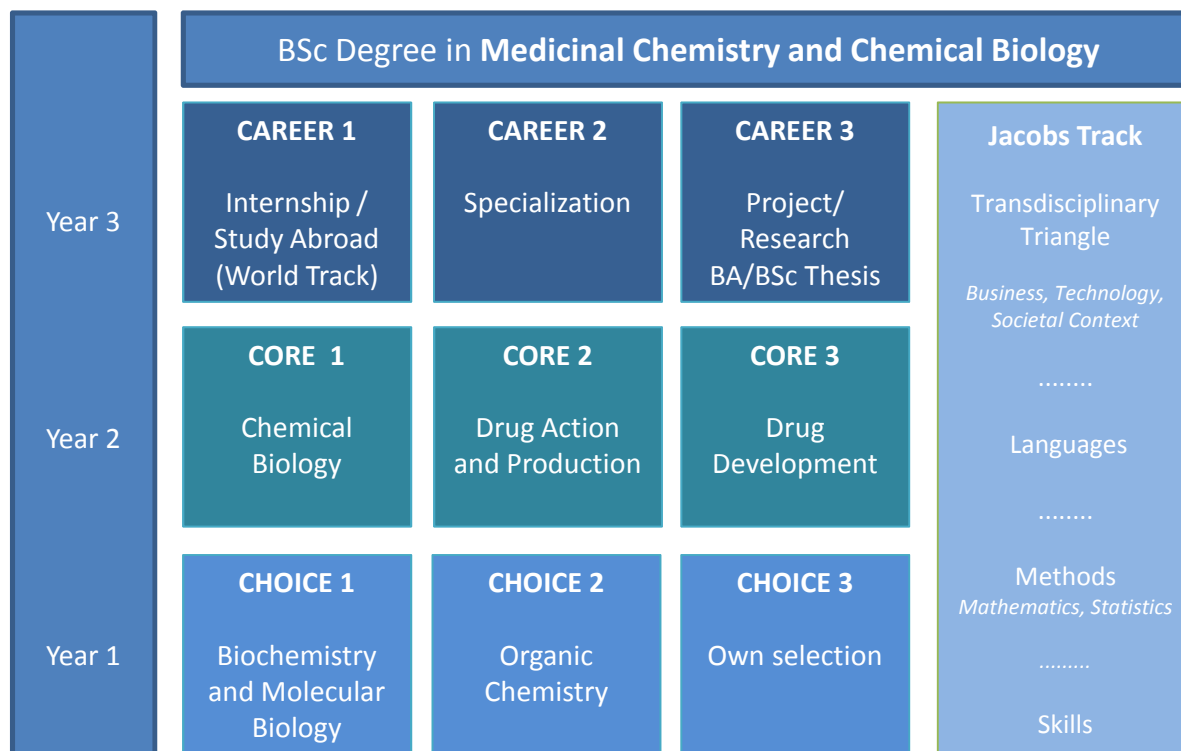 BSc Degree in Medicinal Chemistry and Chemical Biology
Year 3
CAREER 1
Internship /
Study Abroad
(World Track)
CAREER 2
Specialization
CAREER 3
Project/
Research
BA/BSc Thesis
Year 2
CORE 1
Chemical
Biology
CORE 2
Drug Action
and Production
CORE 3
Drug
Development
Year 1
CHOICE 1
Biochemistry
and Molecular
Biology
CHOICE 2
Organic
Chemistry
CHOICE 3
Own selection
Jacobs Track
Transdisciplinary
Triangle
Business, Technology,
Societal Context
........
Languages
........
Methods
Mathematics, Statistics
.........
Skills